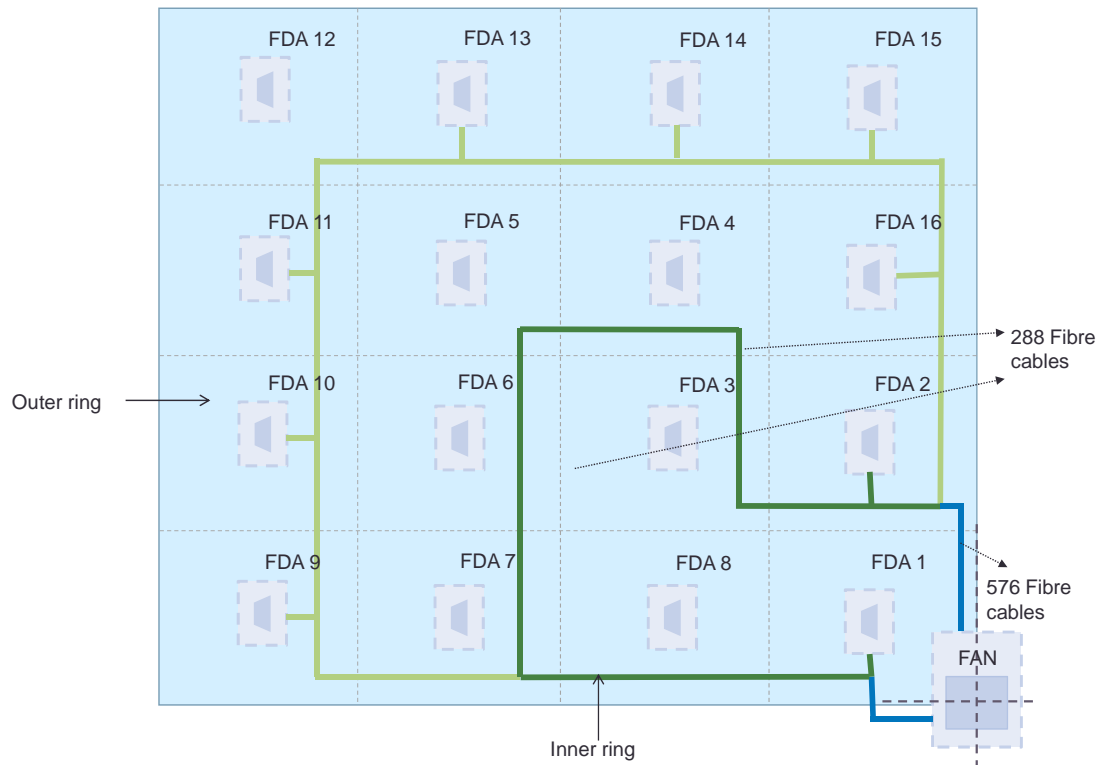 FDA 12
FDA 13
FDA 14
FDA 15
FDA 11
FDA 5
FDA 4
FDA 16
288 Fibre
cables
FDA 10
FDA 6
FDA 3
FDA 2
Outer ring
FDA 9
FDA 7
FDA 8
FDA 1
576 Fibre
cables
FAN
Inner ring